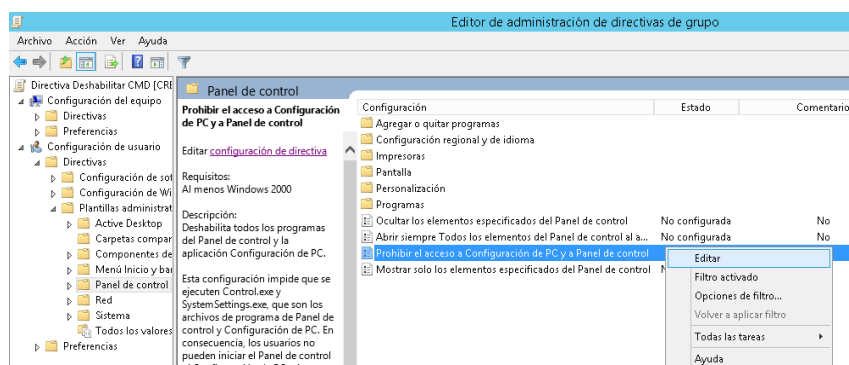 Editor de administración de directivas de grupo
Archivo Acción Ver Ayuda
Directiva Deshabilitar CMD [CRE
Configuración del equipo
Directivas
Preferencias
Configuración de usuario
Directivas
Configuración de sof
Configuración de Wi
Plantillas administrat
Active Desktop
Carpetas compar
Componentes de
Menú Inicio y bar
Panel de control
Red
Sistema
Todos los valores
Preferencias
Panel de control
Prohibir el acceso a Configuración
de PC y a Panel de control
Editar configuración de directiva
Requisitos:
Al menos Windows 2000
Descripción:
Deshabilita todos los programas
del Panel de control y la
aplicación Configuración de PC.
Esta configuración impide que se
ejecuten Control.exe y
SystemSettings.exe, que son los
archivos de programa de Panel de
control y Configuración de PC. En
consecuencia, los usuarios no
pueden iniciar el Panel de control
Configuración Estado Comentario
Agregar o quitar programas
Configuración regional y de idioma
Impresoras
Pantalla
Personalización
Programas
Ocultar los elementos especificados del Panel de control No configurada No
Abrir siempre Todos los elementos del Panel de control al a... No configurada No
Prohibir el acceso a Configuración de PC y a Panel de control
Mostrar solo los elementos especificados del Panel de control
Editar
Filtro activado
Opciones de filtro...
Volver a aplicar filtro
Todas las tareas
Ayuda